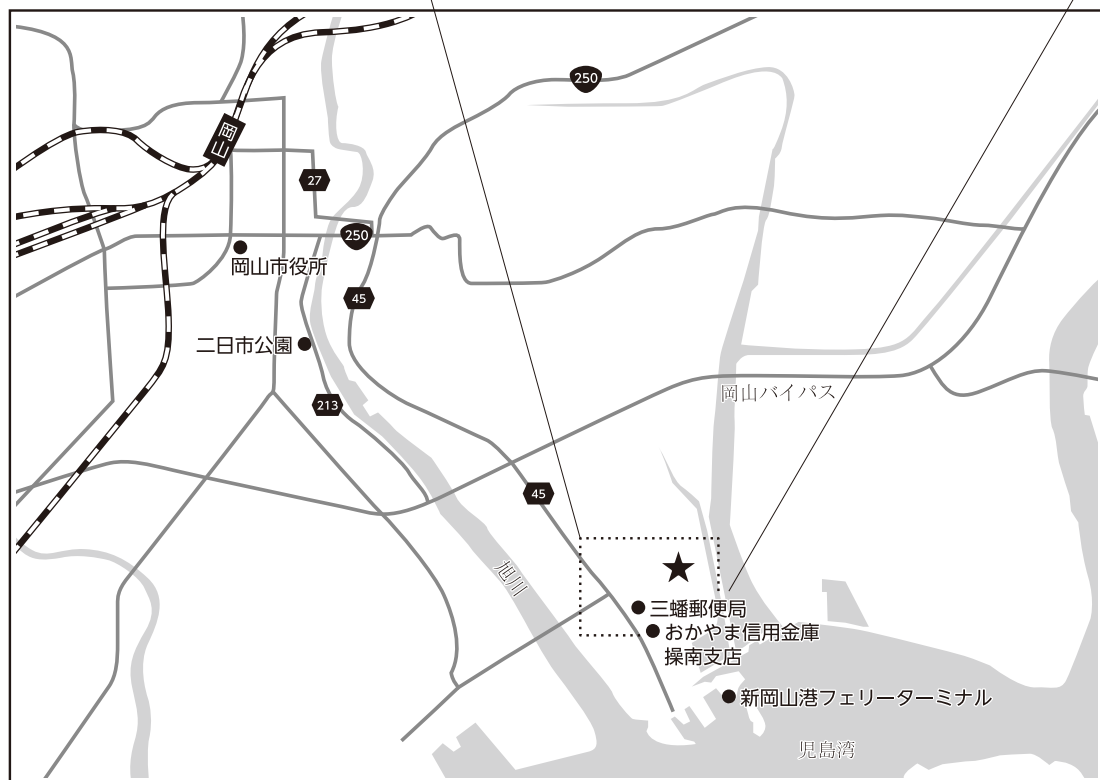 250
岡山
27
250
岡山市役所
45
二日市公園
岡山バイパス
213
45
旭川
三蟠郵便局
おかやま信用金庫
操南支店
新岡山港フェリーターミナル
児島湾